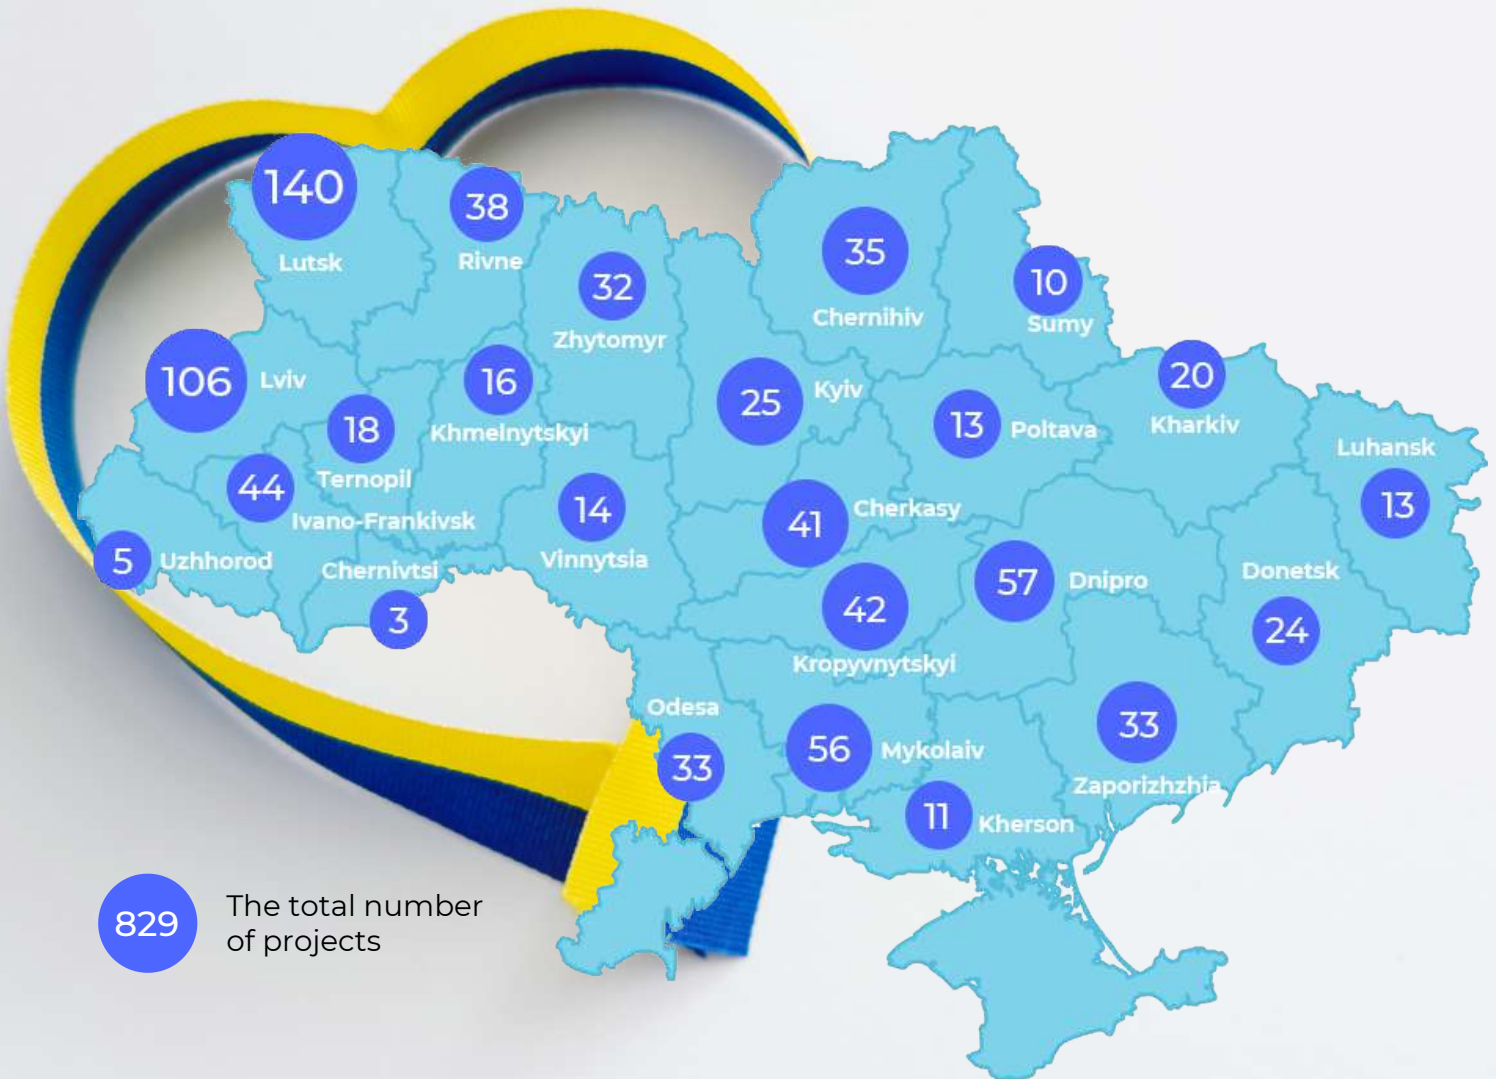 140
Lutsk
38
Rivne
32
Zhytomyr
35
Chernihiv
10
Sumy
106
Lviv
18
Ternopil
16
Khmelnytskyi
25
Kyiv
13
Poltava
20
Kharkiv
Luhansk
13
44
Ivano-Frankivsk
14
Vinnytsia
41
Cherkasy
5
Uzhhorod
Chernivtsi
3
42
Kropyvnytskyi
57
Dnipro
Donetsk
24
Odesa
33
56
Mykolaiv
33
Zaporizhzhia
11
Kherson
829
The total number
of projects